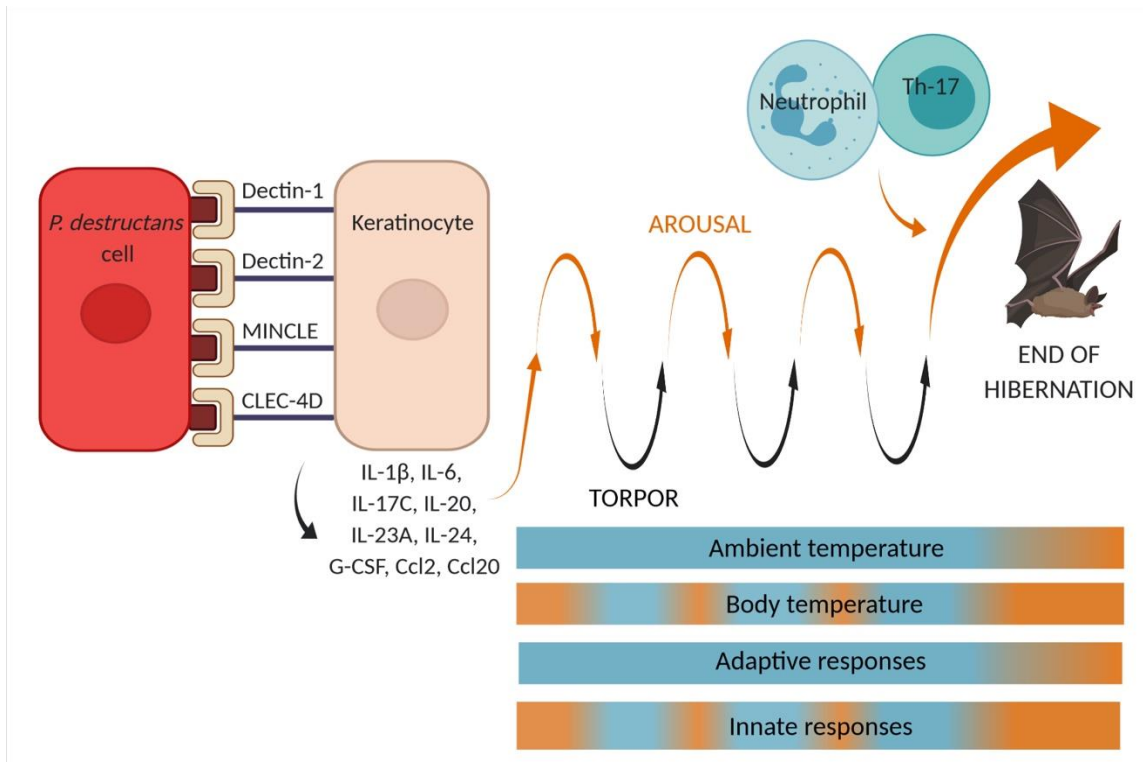 P. destructans
cell
Dectin-1
Dectin-2
MINCLE
CLEC-4D
Keratinocyte
IL-1β, IL-6,
IL-17C, IL-20,
IL-23A, IL-24,
G-CSF, Ccl2, Ccl20
AROUSAL
TORPOR
Neutrophil
Th-17
END OF
HIBERNATION
Ambient temperature
Body temperature
Adaptive responses
Innate responses